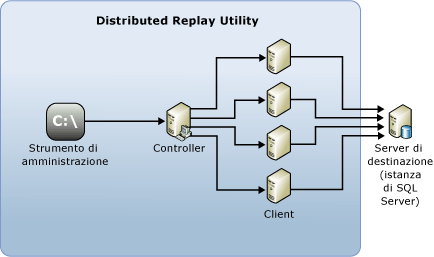 Distributed Replay Utility
C:\
Strumento di
amministrazione
Controller
Client
Server di
destinazione
(istanza
di SQL
Server)